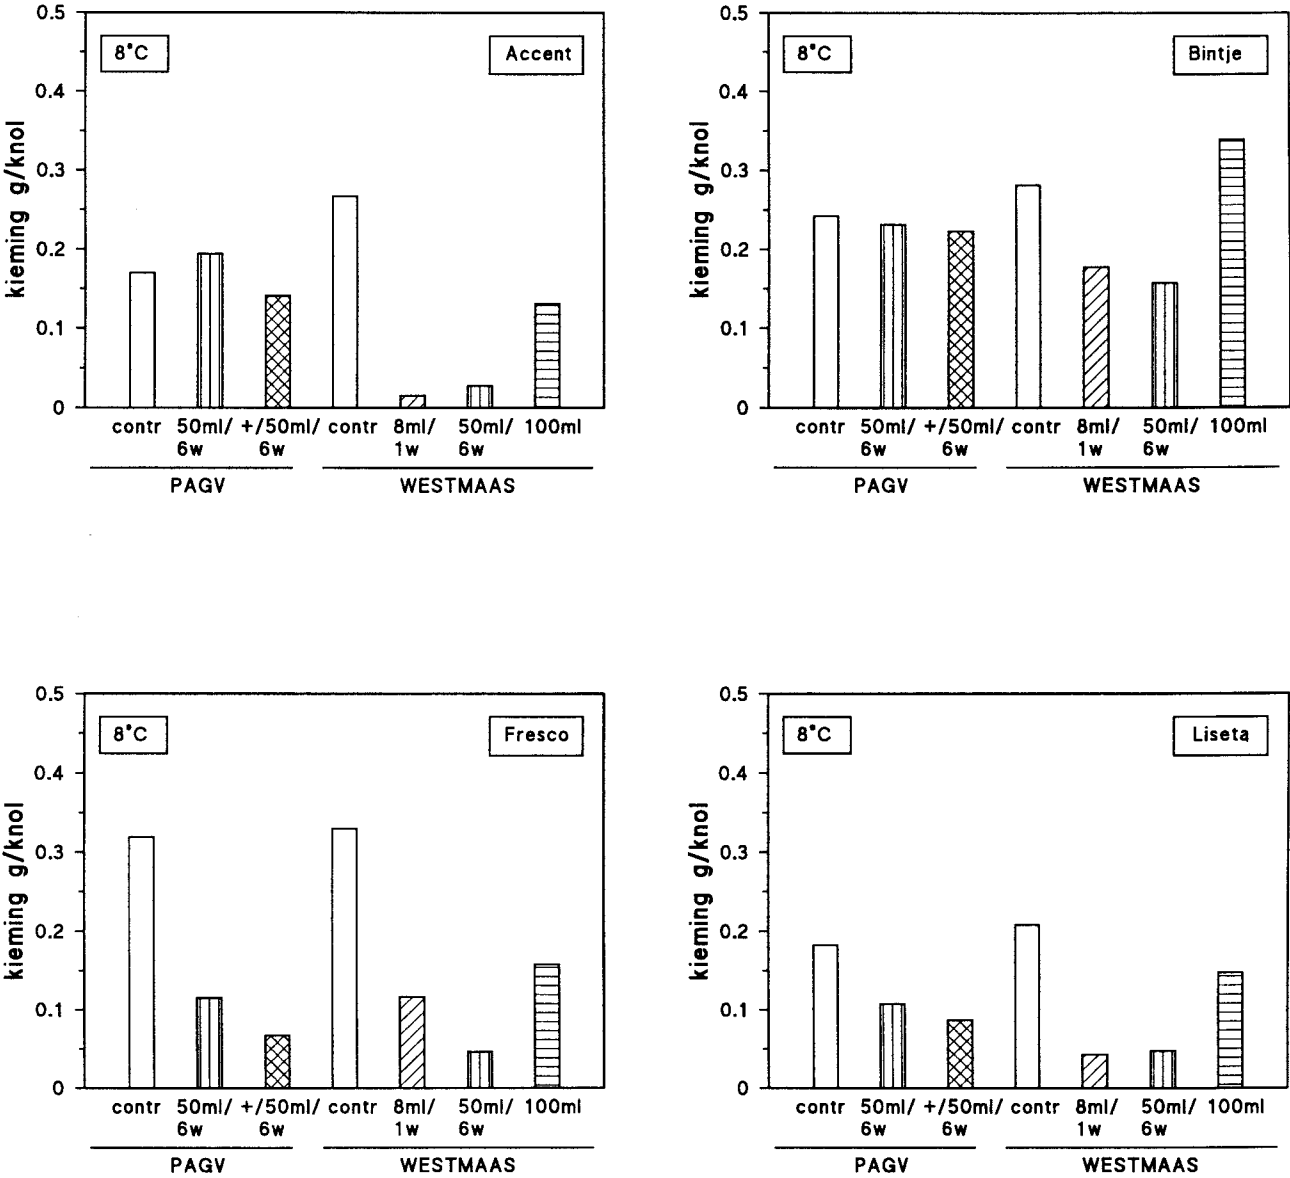 0.5
0.4
0.3
0.2
0.1
0
kieming g/knol
8°C
Accent
contr 50ml/ +/50ml/ contr 8ml/ 50ml/ 100ml
6w 6w 1w 6w
PAGV WESTMAAS
0.5
0.4
0.3
0.2
0.1
0
kieming g/knol
8°C
Bintje
contr 50ml/ +/50ml/ contr 8ml/ 50ml/ 100ml
6w 6w 1w 6w
PAGV WESTMAAS
0.5
0.4
0.3
0.2
0.1
0
kieming g/knol
8°C
Fresco
contr 50ml/ +/50ml/ contr 8ml/ 50ml/ 100ml
6w 6w 1w 6w
PAGV WESTMAAS
0.5
0.4
0.3
0.2
0.1
0
kieming g/knol
8°C
Liseta
contr 50ml/ +/50ml/ contr 8ml/ 50ml/ 100ml
6w 6w 1w 6w
PAGV WESTMAAS